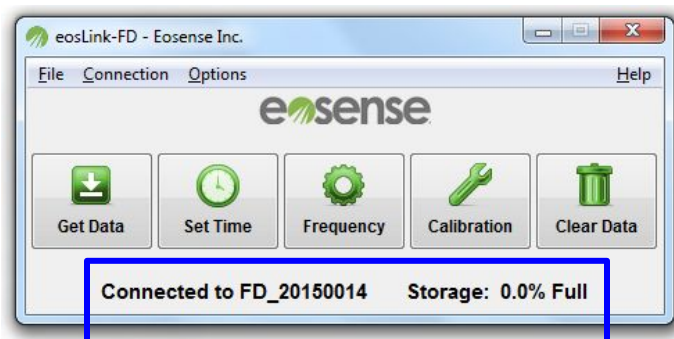 eosLink-FD - Eosense Inc.
File Connection Options Help
eosense
Get Data Set Time Frequency Calibration Clear Data
Connected to FD_20150014 Storage: 0.0% Full